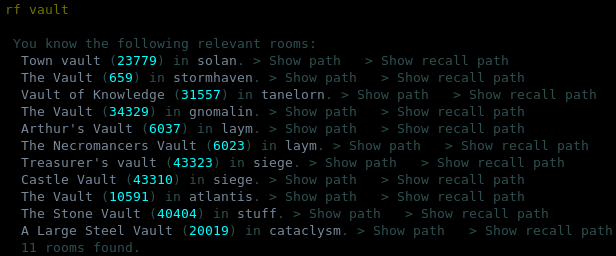 rf vault
You know the following relevant rooms:
Town vault (23779) in solan. > Show path > Show recall path
The Vault (659) in stormhaven. > Show path > Show recall path
Vault of Knowledge (31557) in tanelorn. > Show path > Show recall path
The Vault (34329) in gnomalin. > Show path > Show recall path
Arthur's Vault (6037) in laym. > Show path > Show recall path
The Necromancers Vault (6023) in laym. > Show path > Show recall path
Treasurer's vault (43323) in siege. > Show path > Show recall path
Castle Vault (43310) in siege. > Show path > Show recall path
The Vault (10591) in atlantis. > Show path > Show recall path
The Stone Vault (40404) in stuff. > Show path > Show recall path
A Large Steel Vault (20019) in cataclysm. > Show path > Show recall path
11 rooms found.